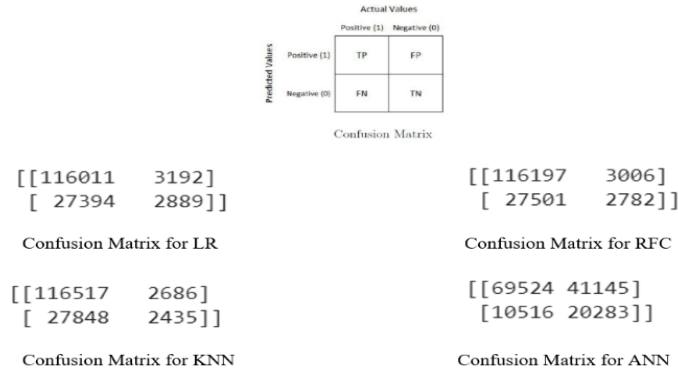 Actual Values
Positive (1) Negative (0)
Predicted Values
Positive (1) TP FP
Negative (0) FN TN
Confusion Matrix
[[116011 3192]
[ 27394 2889]]
Confusion Matrix for LR
[[116197 3006]
[ 27501 2782]]
Confusion Matrix for RFC
[[116517 2686]
[ 27848 2435]]
Confusion Matrix for KNN
[[69524 41145]
[10516 20283]]
Confusion Matrix for ANN